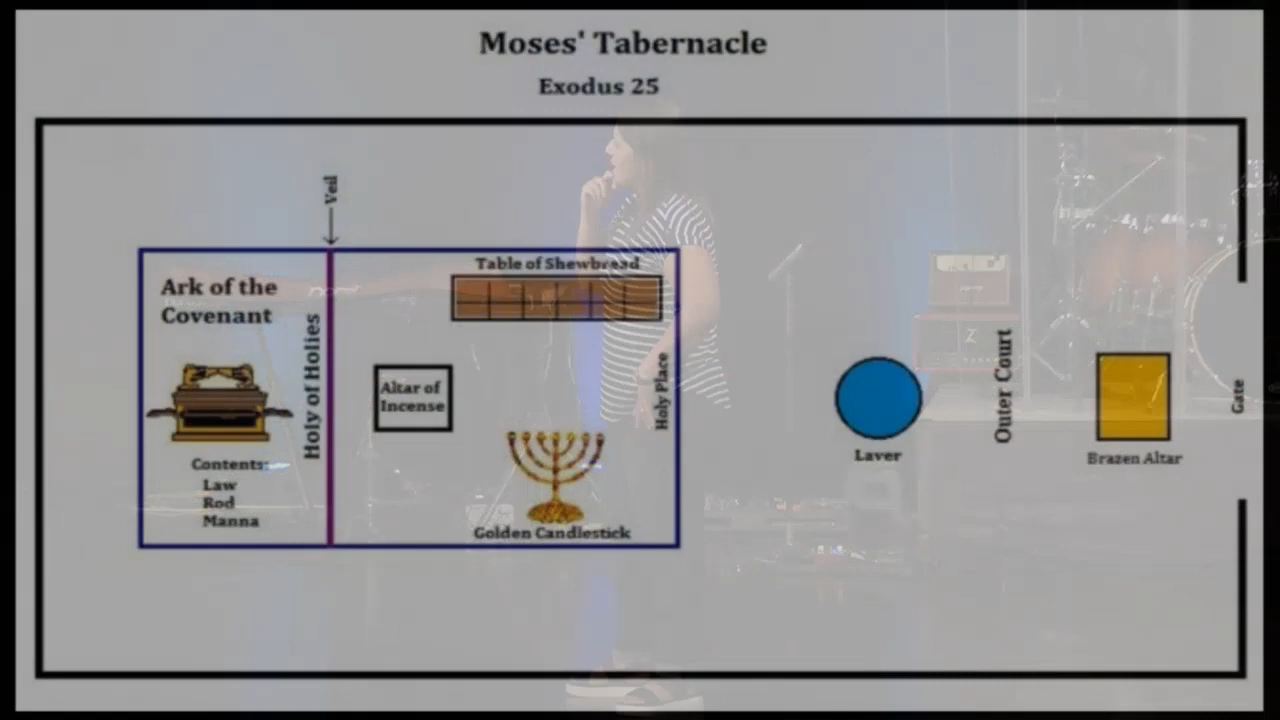 Moses' Tabernacle
Exodus 25
Veil
Table of Shewbread
Ark of the
Covenant
Holy of Holies
Altar of
Incense
Holy Place
Outer Court
Gate
Laver
Brazen Altar
Contents:
Law
Rod
Manna
Golden Candlestick